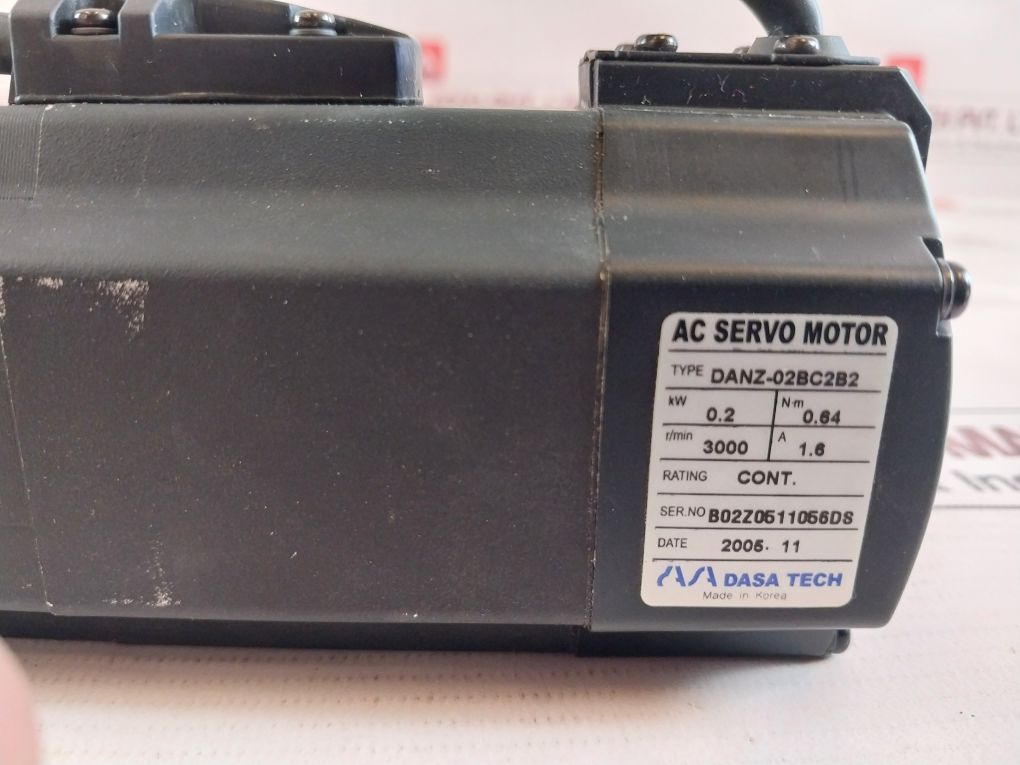 AC SERVO MOTOR
TYPE DANZ-02BC2B2
kW 0.2 N·m 0.64
r/min 3000 A 1.6
RATING CONT.
SER.NO B02Z0511056DS
DATE 2005. 11
DASA TECH
Made in Korea